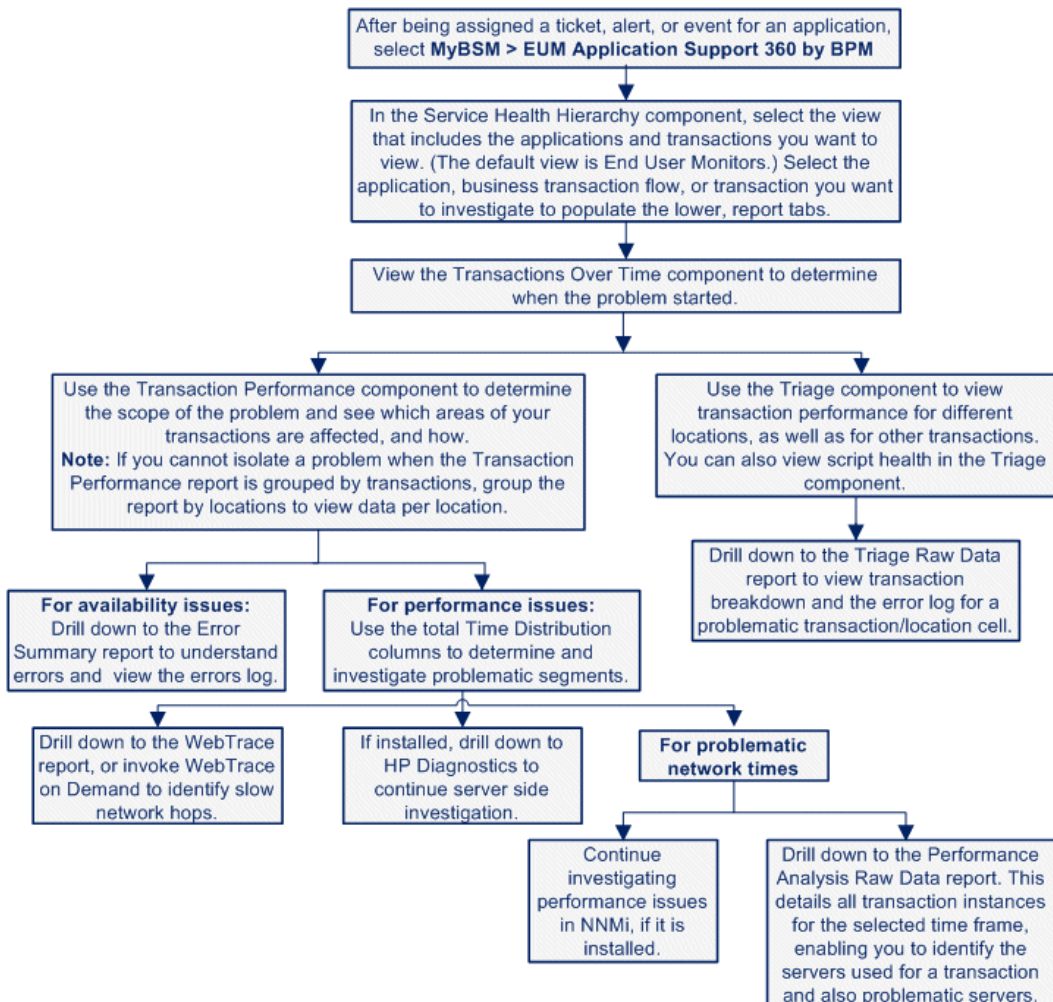 After being assigned a ticket, alert, or event for an application,
select MyBSM > EUM Application Support 360 by BPM
In the Service Health Hierarchy component, select the view
that includes the applications and transactions you want to
view. (The default view is End User Monitors.) Select the
application, business transaction flow, or transaction you want
to investigate to populate the lower, report tabs.
View the Transactions Over Time component to determine
when the problem started.
Use the Transaction Performance component to determine
the scope of the problem and see which areas of your
transactions are affected, and how.
Note: If you cannot isolate a problem when the Transaction
Performance report is grouped by transactions, group the
report by locations to view data per location.
Use the Triage component to view
transaction performance for different
locations, as well as for other transactions.
You can also view script health in the Triage
component.
Drill down to the Triage Raw Data
report to view transaction
breakdown and the error log for a
problematic transaction/location cell.
For availability issues:
Drill down to the Error
Summary report to understand
errors and view the errors log.
For performance issues:
Use the total Time Distribution
columns to determine and
investigate problematic segments.
Drill down to the WebTrace
report, or invoke WebTrace
on Demand to identify slow
network hops.
If installed, drill down to
HP Diagnostics to
continue server side
investigation.
For problematic
network times
Continue
investigating
performance issues
in NNMi, if it is
installed.
Drill down to the Performance
Analysis Raw Data report. This
details all transaction instances
for the selected time frame,
enabling you to identify the
servers used for a transaction
and also problematic servers.